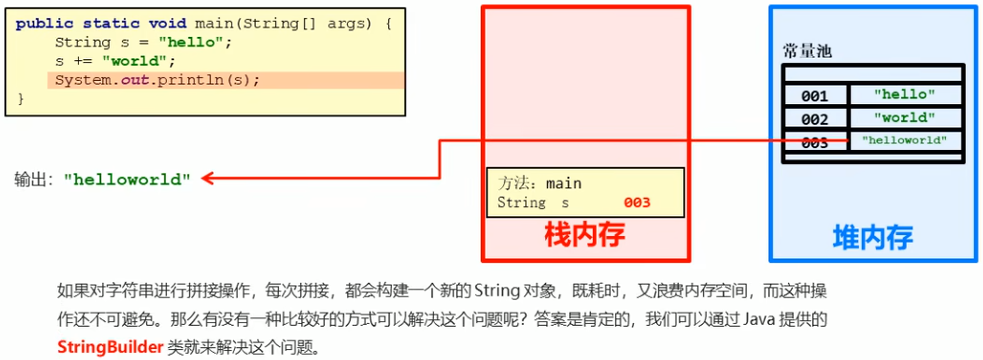 public static void main(String[] args) {
String s = "hello";
s += "world";
System.out.println(s);
}
常量池
001 "hello"
002 "world"
003 "helloworld"
输出："helloworld"
方法：main
String s 003
栈内存
堆内存
如果对字符串进行拼接操作，每次拼接，都会构建一个新的 String 对象，既耗时，又浪费内存空间，而这种操
作还不可避免。那么有没有一种比较好的方式可以解决这个问题呢？答案是肯定的，我们可以通过 Java 提供的
StringBuilder 类就来解决这个问题。